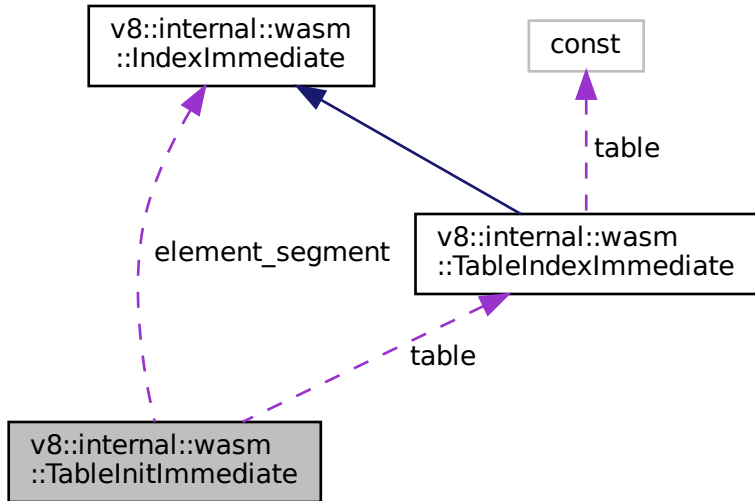 v8::internal::wasm
::IndexImmediate
const
table
v8::internal::wasm
::TableIndexImmediate
element_segment
table
v8::internal::wasm
::TableInitImmediate